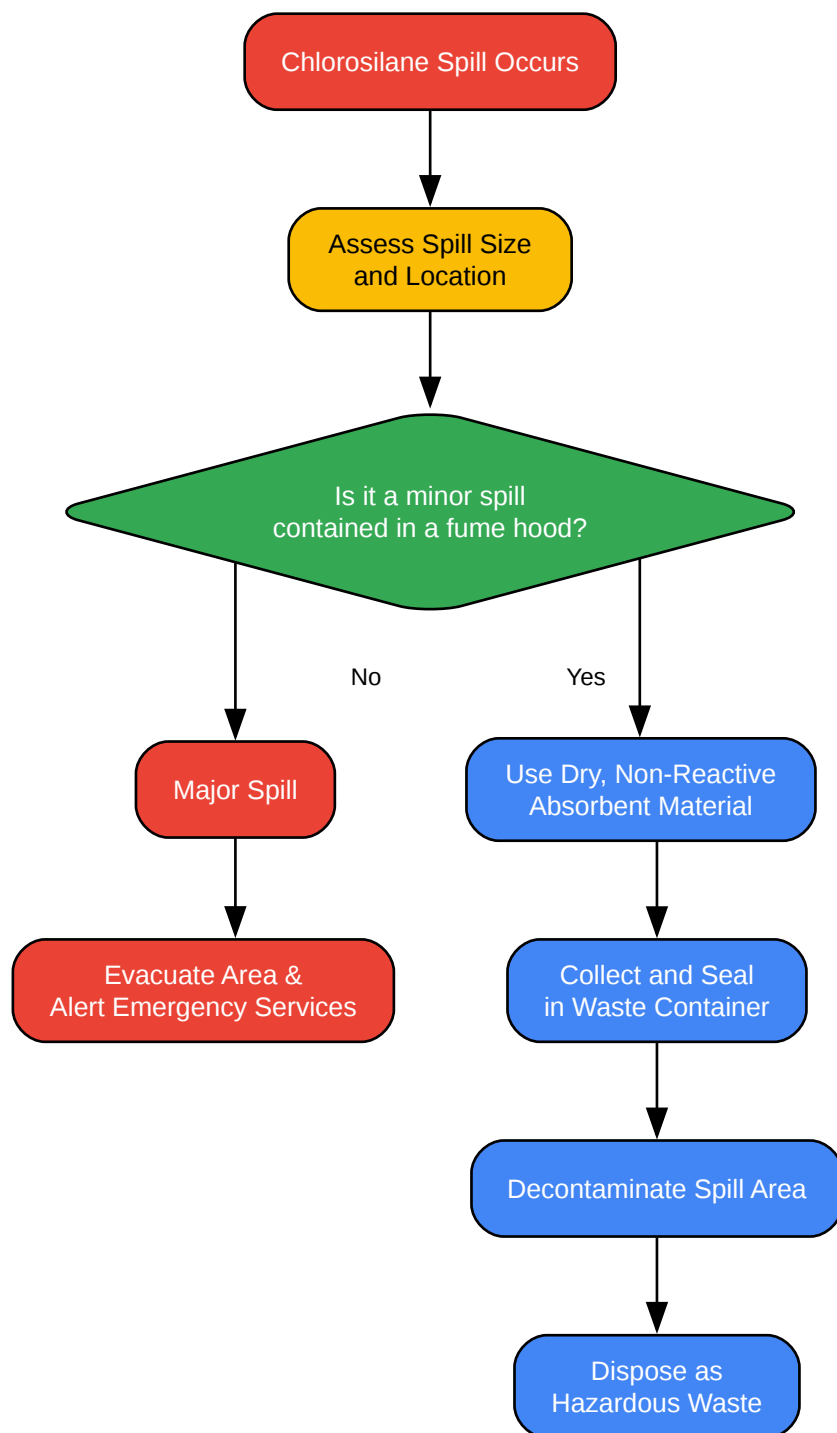 Chlorosilane Spill Occurs
Assess Spill Size
and Location
Is it a minor spill
contained in a fume hood?
No
Yes
Major Spill
Use Dry, Non-Reactive
Absorbent Material
Evacuate Area &
Alert Emergency Services
Collect and Seal
in Waste Container
Decontaminate Spill Area
Dispose as
Hazardous Waste